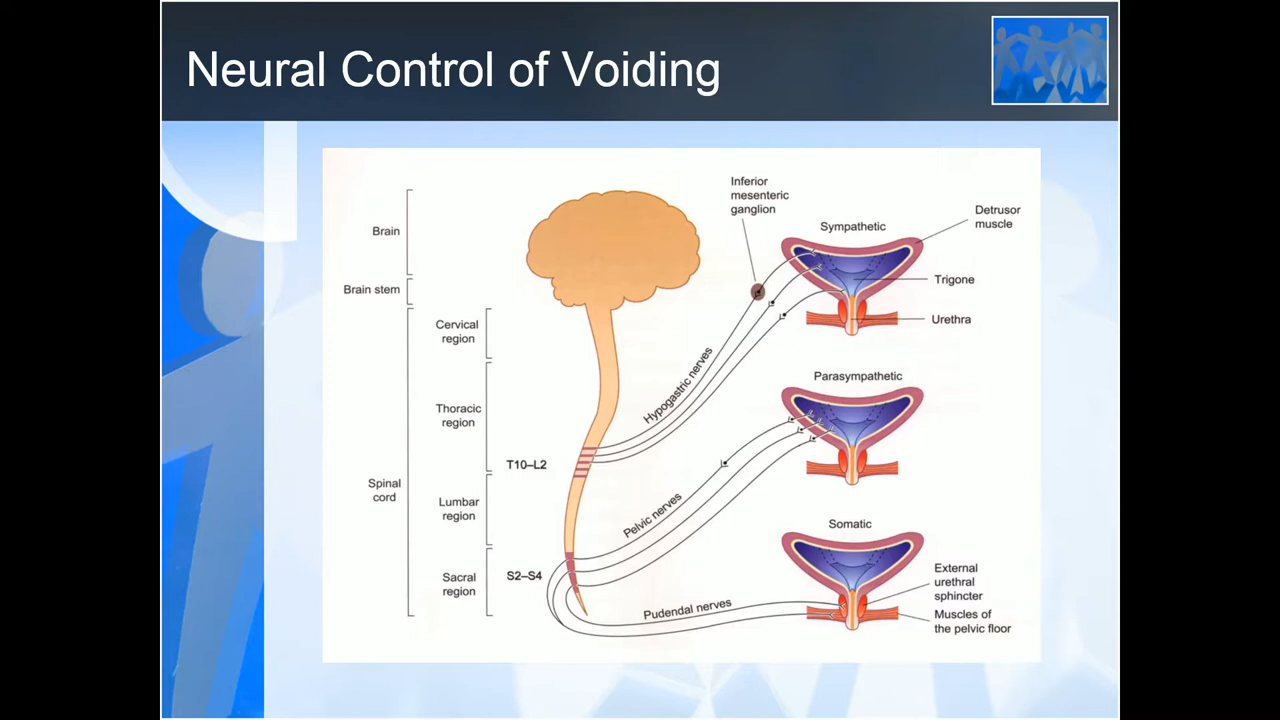 Neural Control of Voiding
Brain
Brain stem
Spinal
cord
Cervical
region
Thoracic
region
Lumbar
region
Sacral
region
T10–L2
S2–S4
Hypogastric nerves
Pelvic nerves
Pudendal nerves
Inferior
mesenteric
ganglion
Sympathetic
Detrusor
muscle
Trigone
Urethra
Parasympathetic
Somatic
External
urethral
sphincter
Muscles of
the pelvic floor